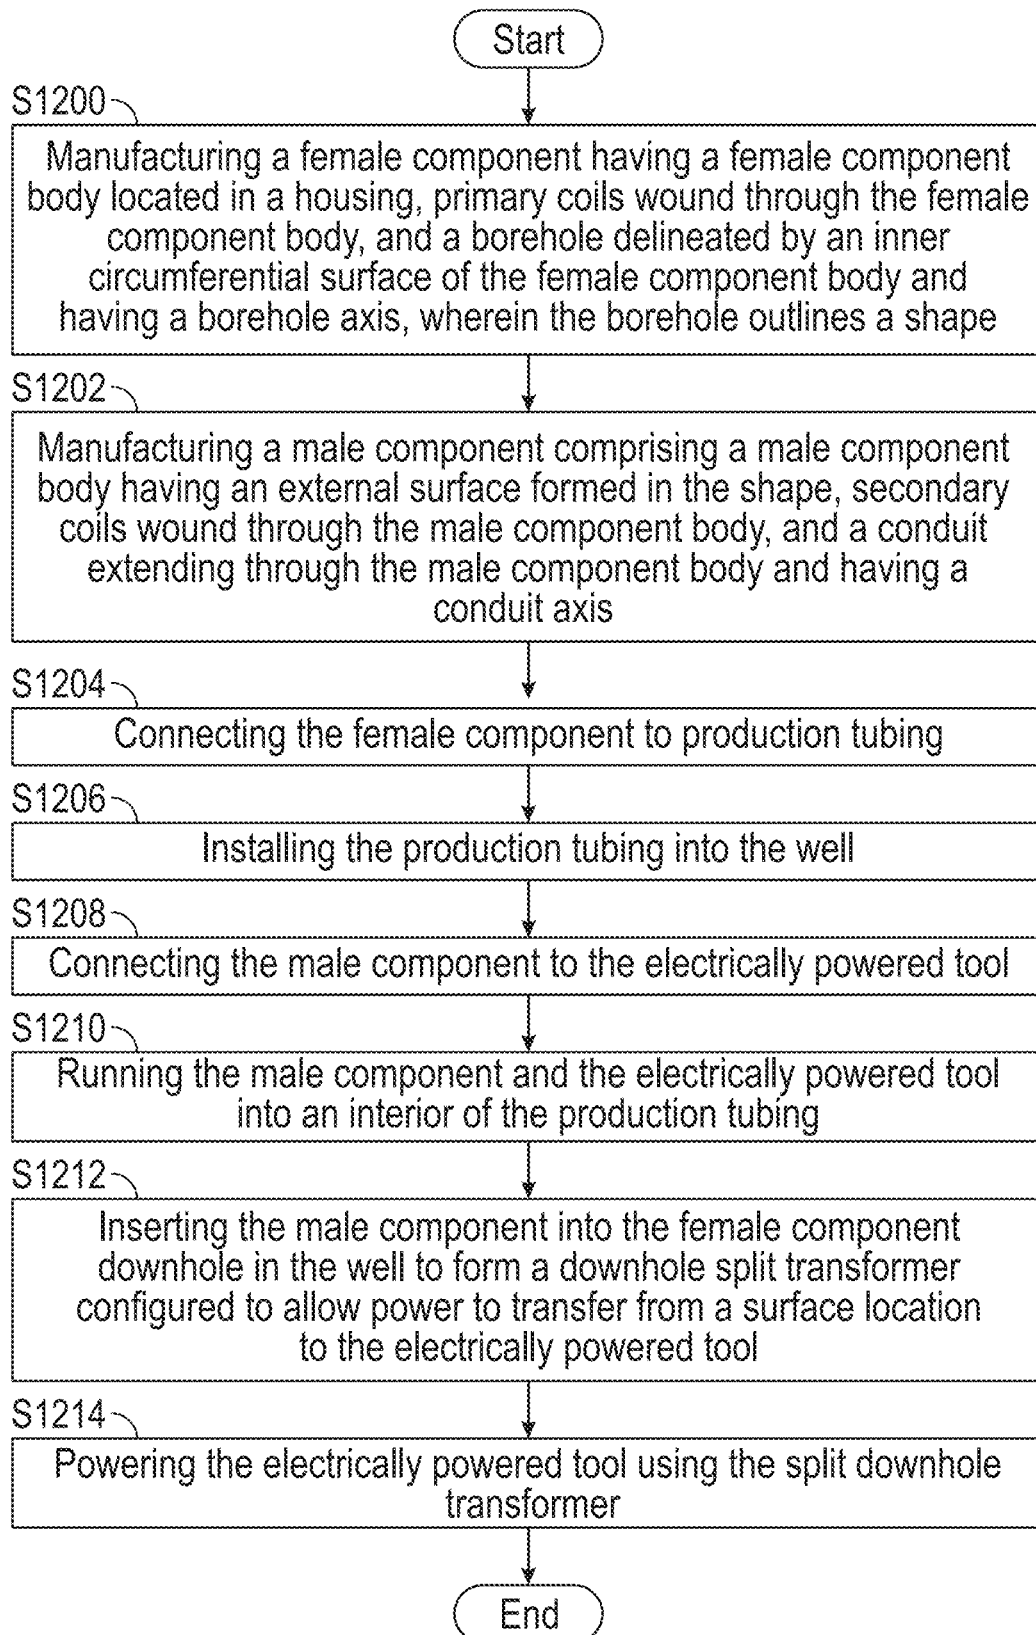 Start
S1200
Manufacturing a female component having a female component
body located in a housing, primary coils wound through the female
component body, and a borehole delineated by an inner
circumferential surface of the female component body and
having a borehole axis, wherein the borehole outlines a shape
S1202
Manufacturing a male component comprising a male component
body having an external surface formed in the shape, secondary
coils wound through the male component body, and a conduit
extending through the male component body and having a
conduit axis
S1204
Connecting the female component to production tubing
S1206
Installing the production tubing into the well
S1208
Connecting the male component to the electrically powered tool
S1210
Running the male component and the electrically powered tool
into an interior of the production tubing
S1212
Inserting the male component into the female component
downhole in the well to form a downhole split transformer
configured to allow power to transfer from a surface location
to the electrically powered tool
S1214
Powering the electrically powered tool using the split downhole
transformer
End